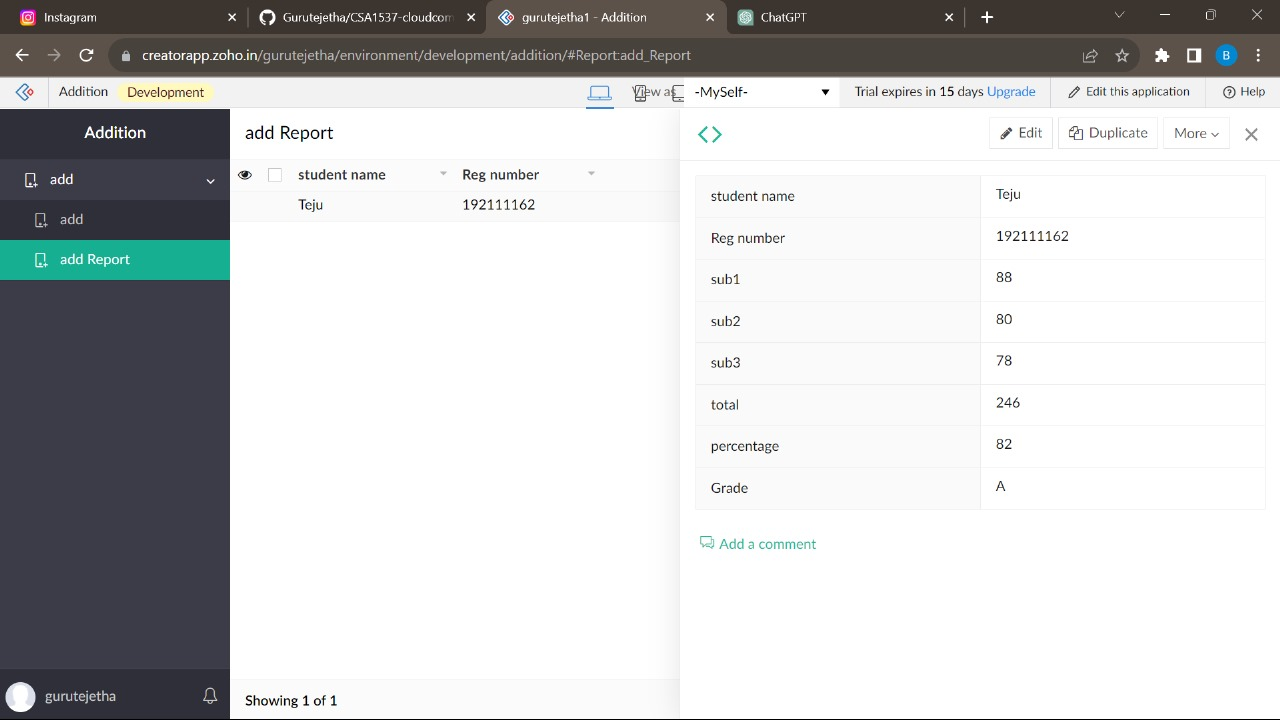 Instagram
Gurutejetha/CSA1537-cloudcom
gurutejetha1 - Addition
ChatGPT
creatorapp.zoho.in/gurutejetha/environment/development/addition/#Report:add_Report
B
Addition Development
View as
-MySelf-
Trial expires in 15 days Upgrade
Edit this application
Help
Addition
add
add
add Report
gurutejetha
add Report
student name Reg number
Teju 192111162
Showing 1 of 1
Edit Duplicate More
student name Teju
Reg number 192111162
sub1 88
sub2 80
sub3 78
total 246
percentage 82
Grade A
Add a comment